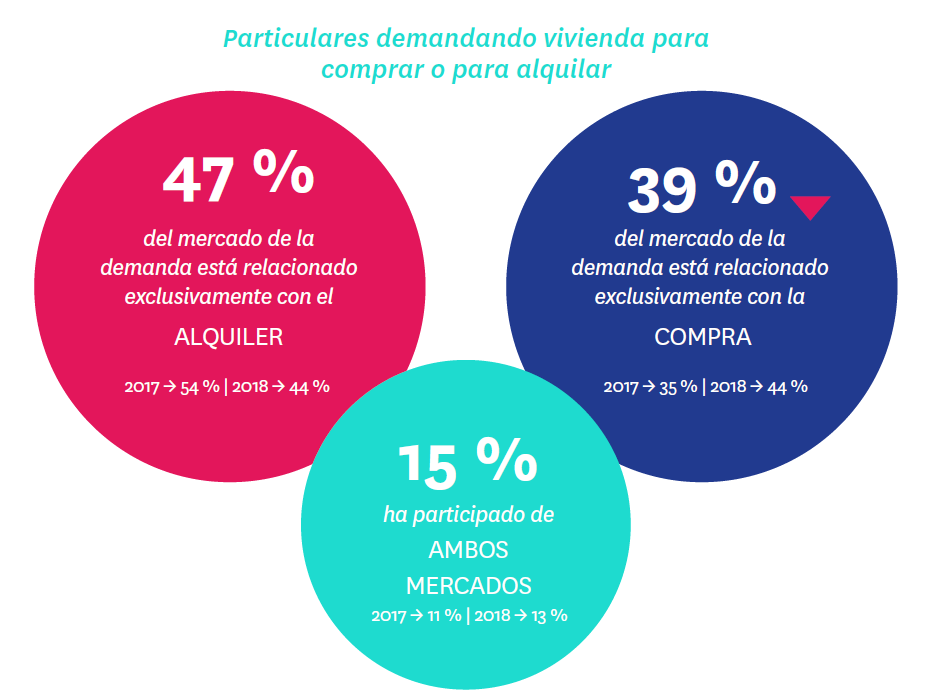 Particulares demandando vivienda para
comprar o para alquilar
47 %
del mercado de la
demanda está relacionado
exclusivamente con el
ALQUILER
2017 → 54 % | 2018 → 44 %
39 %
del mercado de la
demanda está relacionado
exclusivamente con la
COMPRA
2017 → 35 % | 2018 → 44 %
15 %
ha participado de
AMBOS
MERCADOS
2017 → 11 % | 2018 → 13 %